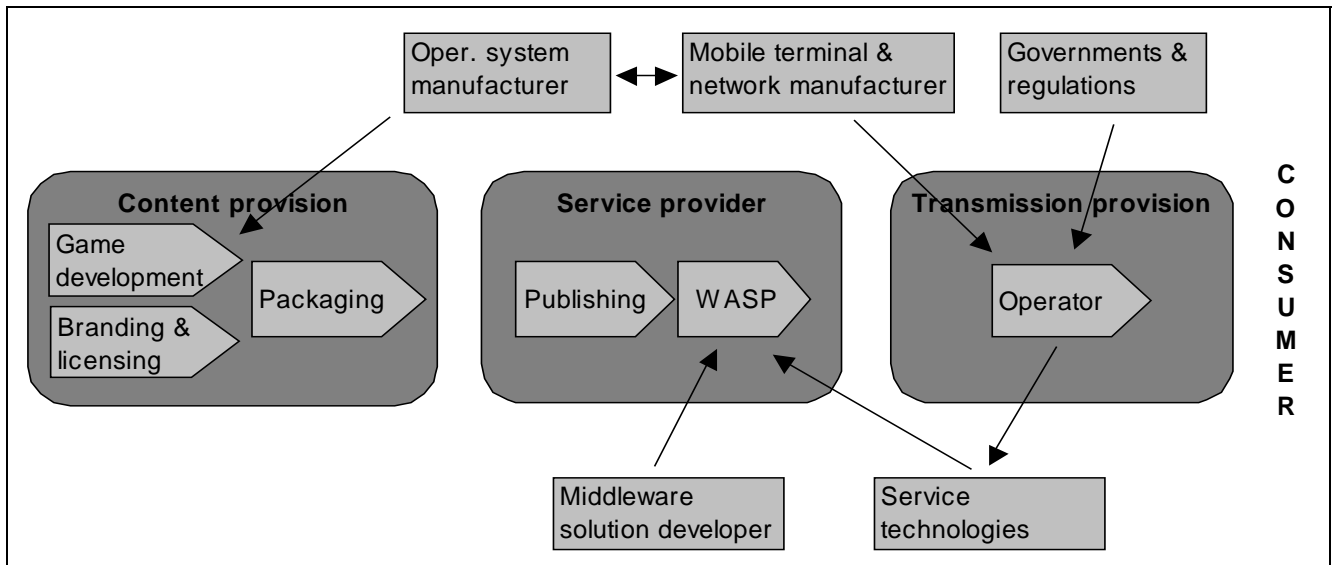 Oper. system
manufacturer
Mobile terminal &
network manufacturer
Governments &
regulations
Content provision
Game
development
Branding &
licensing
Packaging
Service provider
Publishing
WASP
Transmission provision
Operator
C
O
N
S
U
M
E
R
Middleware
solution developer
Service
technologies